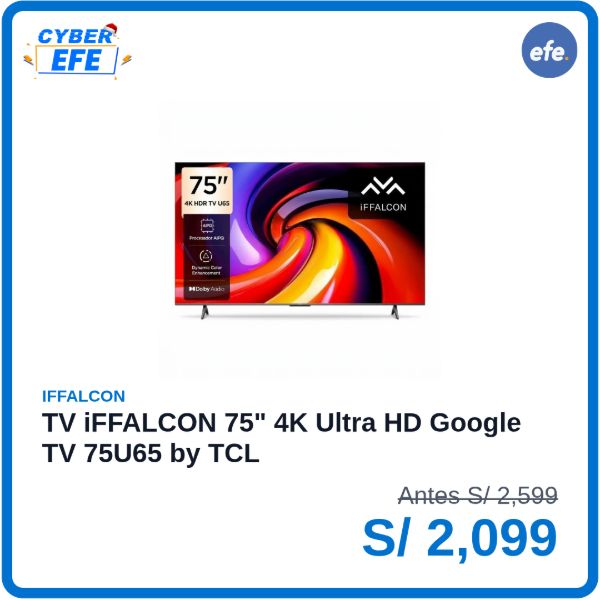 CYBER
EFE
efe.
75"
4K HDR TV U65
iFFALCON
AiPQ
Procesador AiPQ
Dynamic Color
Enhancement
Dolby Audio
IFFALCON
TV iFFALCON 75" 4K Ultra HD Google
TV 75U65 by TCL
Antes S/ 2,599
S/ 2,099